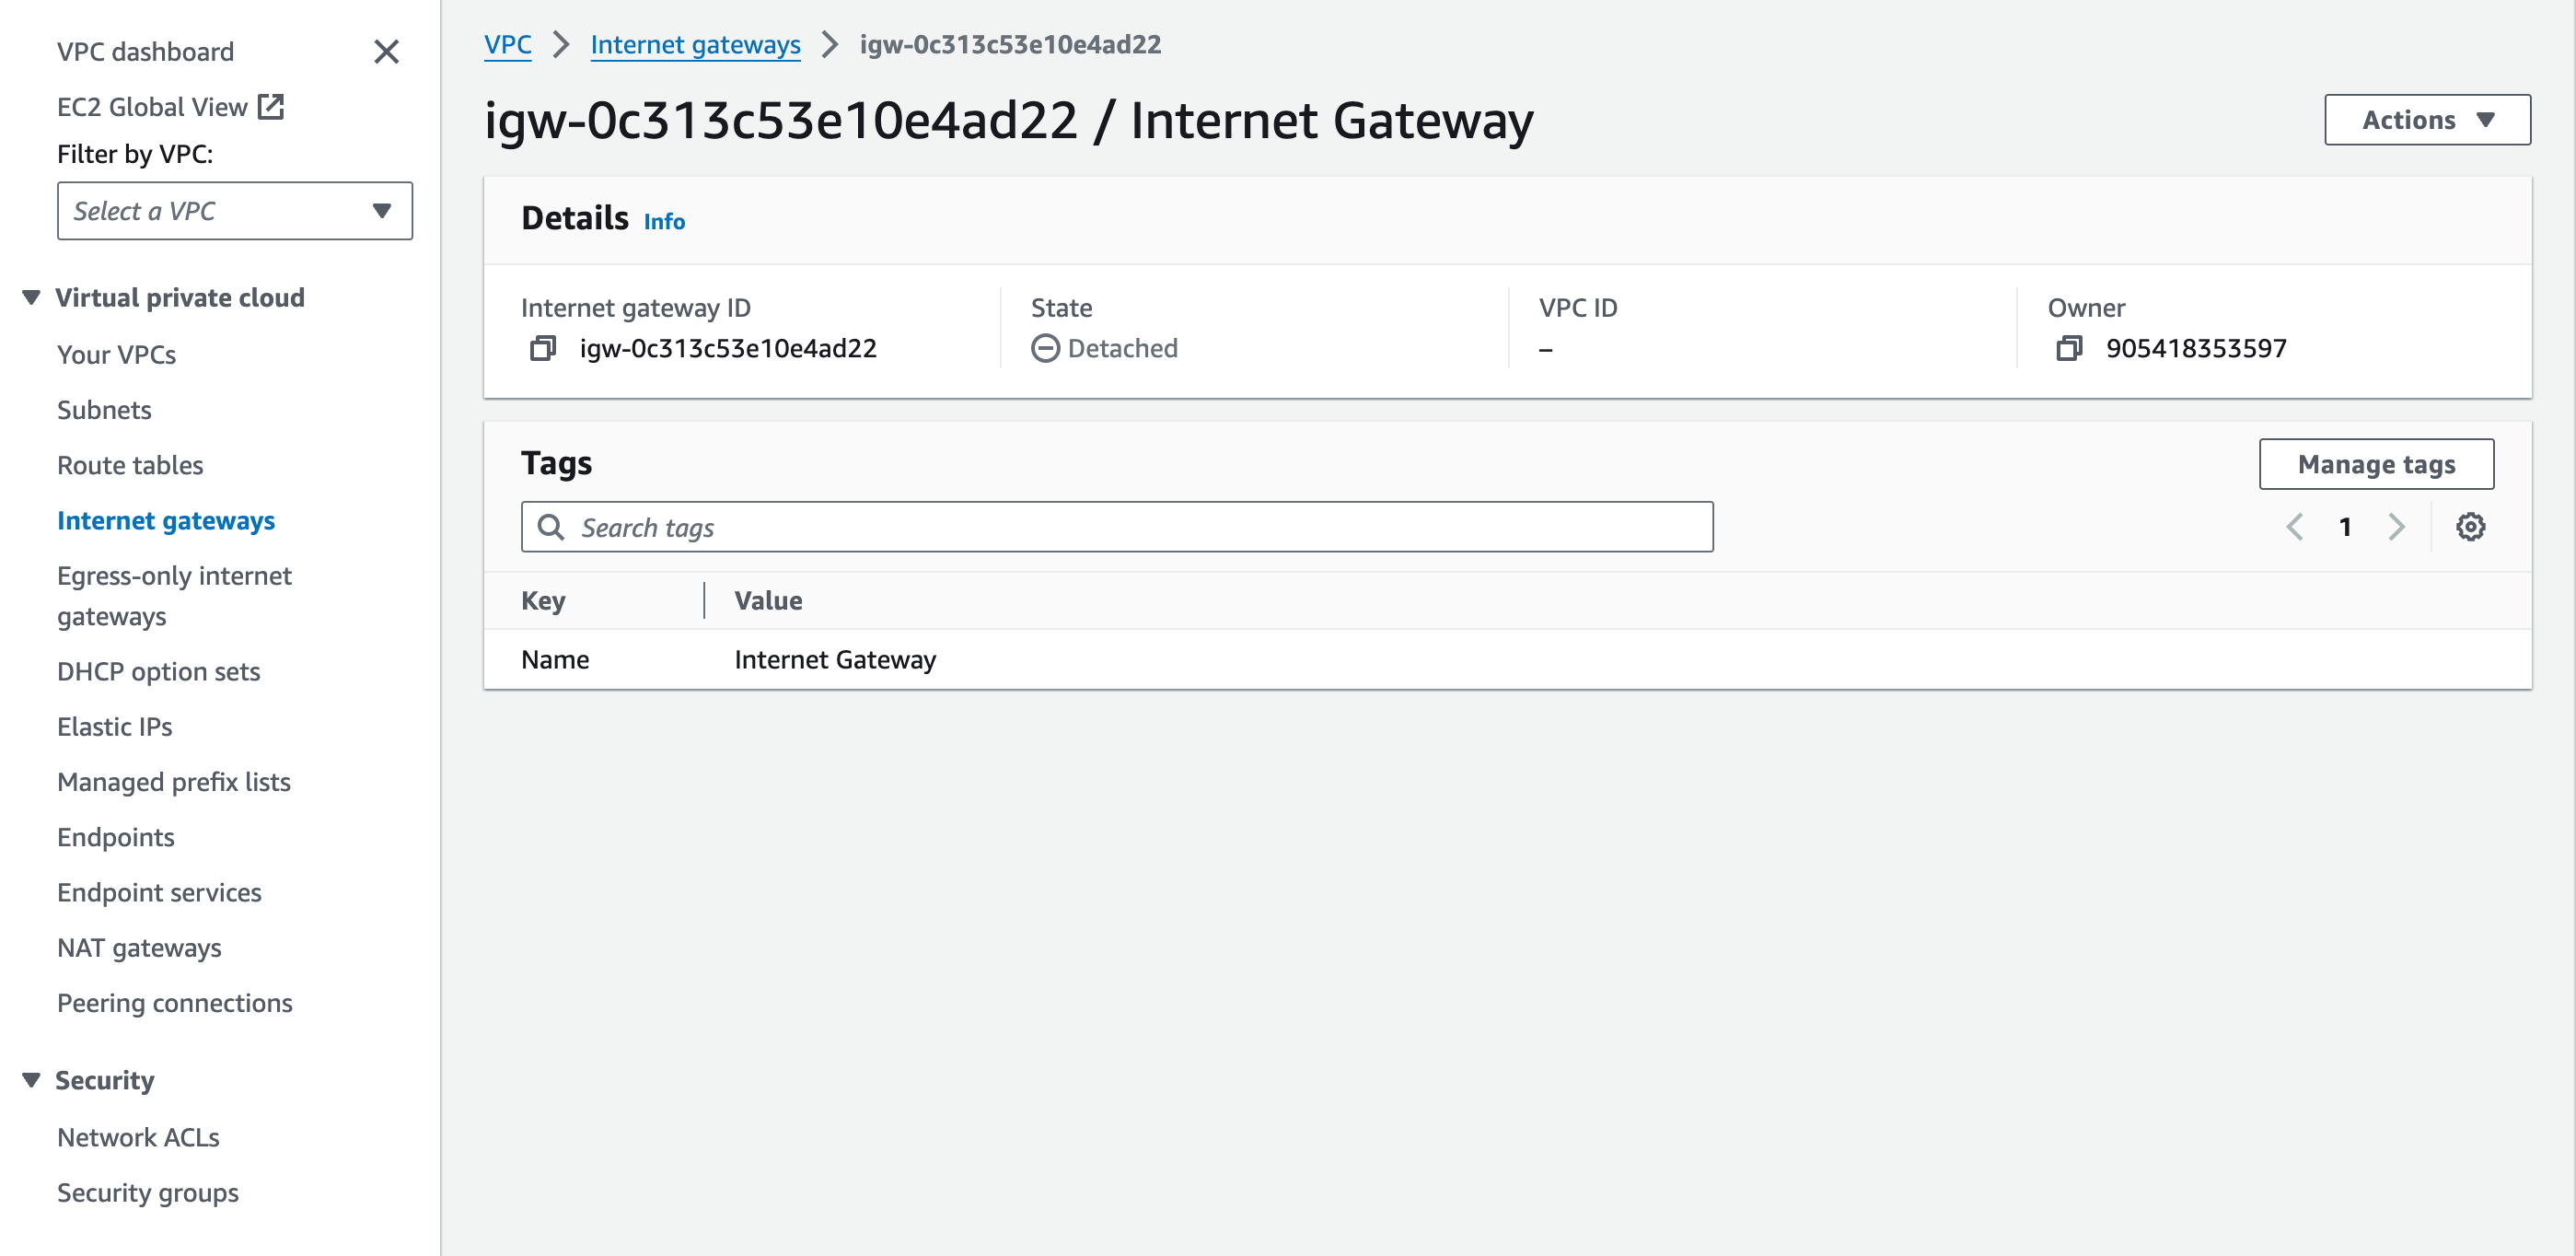 VPC dashboard
EC2 Global View
Filter by VPC:
Select a VPC
Virtual private cloud
Your VPCs
Subnets
Route tables
Internet gateways
Egress-only internet
gateways
DHCP option sets
Elastic IPs
Managed prefix lists
Endpoints
Endpoint services
NAT gateways
Peering connections
Security
Network ACLs
Security groups
VPC > Internet gateways > igw-0c313c53e10e4ad22
igw-0c313c53e10e4ad22 / Internet Gateway
Actions
Details Info
Internet gateway ID
igw-0c313c53e10e4ad22
State
Detached
VPC ID
–
Owner
905418353597
Tags
Manage tags
Search tags
1
Key Value
Name Internet Gateway